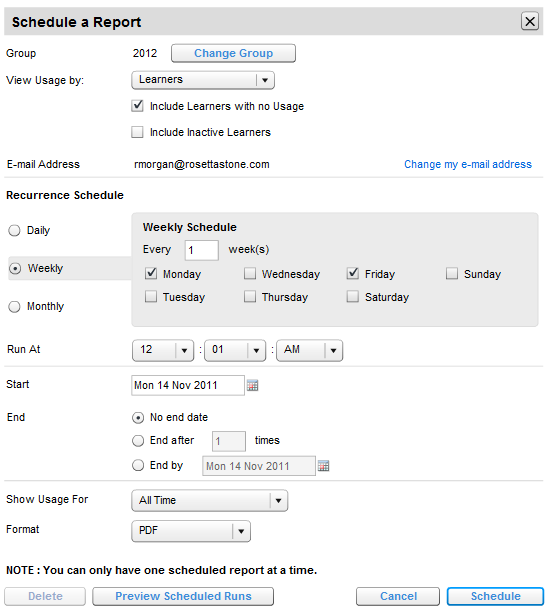 Schedule a Report
Group 2012 Change Group
View Usage by: Learners
Include Learners with no Usage
Include Inactive Learners
E-mail Address rmorgan@rosettastone.com Change my e-mail address
Recurrence Schedule
Daily
Weekly
Monthly
Weekly Schedule
Every 1 week(s)
Monday Wednesday Friday Sunday
Tuesday Thursday Saturday
Run At 12 : 01 : AM
Start Mon 14 Nov 2011
End No end date
End after 1 times
End by Mon 14 Nov 2011
Show Usage For All Time
Format PDF
NOTE : You can only have one scheduled report at a time.
Delete Preview Scheduled Runs Cancel Schedule